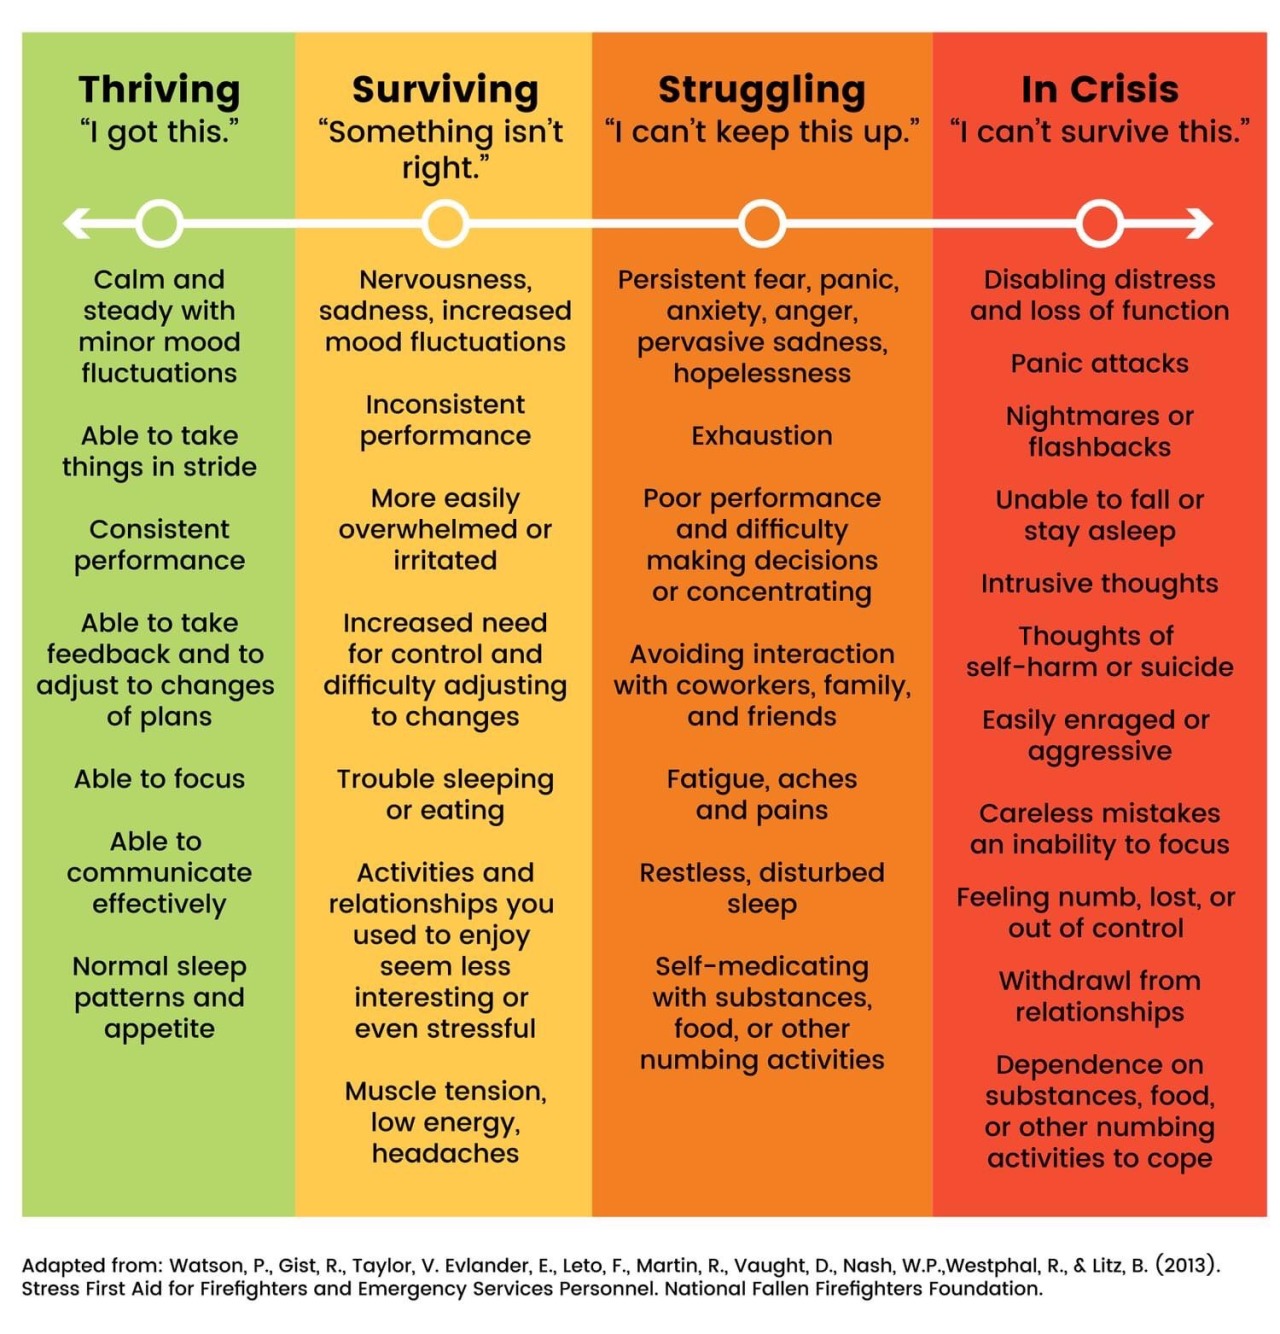 Thriving
“I got this.”
Calm and
steady with
minor mood
fluctuations
Able to take
things in stride
Consistent
performance
Able to take
feedback and to
adjust to changes
of plans
Able to focus
Able to
communicate
effectively
Normal sleep
patterns and
appetite
Surviving
“Something isn’t
right.”
Nervousness,
sadness, increased
mood fluctuations
Inconsistent
performance
More easily
overwhelmed or
irritated
Increased need
for control and
difficulty adjusting
to changes
Trouble sleeping
or eating
Activities and
relationships you
used to enjoy
seem less
interesting or
even stressful
Muscle tension,
low energy,
headaches
Struggling
“I can’t keep this up.”
Persistent fear, panic,
anxiety, anger,
pervasive sadness,
hopelessness
Exhaustion
Poor performance
and difficulty
making decisions
or concentrating
Avoiding interaction
with coworkers, family,
and friends
Fatigue, aches
and pains
Restless, disturbed
sleep
Self-medicating
with substances,
food, or other
numbing activities
In Crisis
“I can’t survive this.”
Disabling distress
and loss of function
Panic attacks
Nightmares or
flashbacks
Unable to fall or
stay asleep
Intrusive thoughts
Thoughts of
self-harm or suicide
Easily enraged or
aggressive
Careless mistakes
an inability to focus
Feeling numb, lost, or
out of control
Withdrawl from
relationships
Dependence on
substances, food,
or other numbing
activities to cope
Adapted from: Watson, P., Gist, R., Taylor, V. Evlander, E., Leto, F., Martin, R., Vaught, D., Nash, W.P.,Westphal, R., & Litz, B. (2013).
Stress First Aid for Firefighters and Emergency Services Personnel. National Fallen Firefighters Foundation.